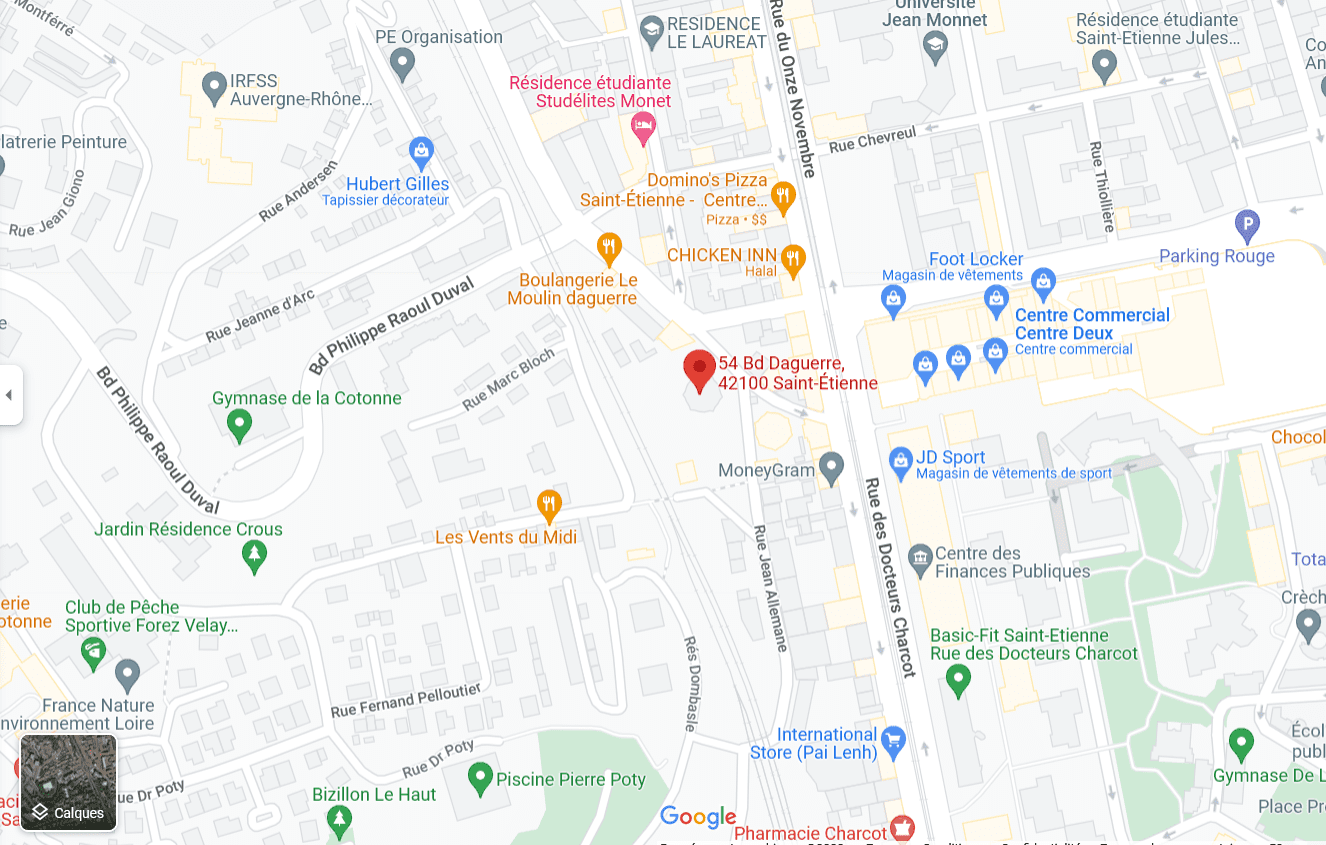 Montferré
PE Organisation
RESIDENCE
LE LAUREAT
Rue du Onze Novembre
Université
Jean Monnet
Résidente étudiante
Saint-Etienne Jules...
IRFSS
Auvergne-Rhône...
Résidence étudiante
Studélites Monet
latrerie Peinture
Rue Chevreul
Rue Thiollière
Rue Andersen
Hubert Gilles
Tapissier décorateur
Domino's Pizza
Saint-Étienne - Centre...
Pizza • $$
Rue Jean Giono
CHICKEN INN
Halal
Boulangerie Le
Moulin daguerre
Foot Locker
Magasin de vêtements
P
Parking Rouge
Rue Jeanne d'Arc
Bd Philippe Raoul Duval
Centre Commercial
Centre Deux
Centre commercial
Rue Marc Bloch
54 Bd Daguerre,
42100 Saint-Étienne
Bd Philippe Raoul Duval
Gymnase de la Cotonne
Chocol
MoneyGram
JD Sport
Magasin de vêtements de sport
Rue des Docteurs Charcot
Jardin Résidence Crous
Les Vents du Midi
Rue Jean Allemane
Centre des
Finances Publiques
Tota
erie
otonne
Club de Pêche
Sportive Forez Velay...
Crèch
Basic-Fit Saint-Etienne
Rue des Docteurs Charcot
Rés Dombasle
France Nature
nvironnement Loire
Rue Fernand Pelloutier
International
Store (Pai Lenh)
Écol
publ
Rue Dr Poty
Piscine Pierre Poty
Gymnase De L
ue Dr Poty
Bizillon Le Haut
Place Pr
Calques
Google
Pharmacie Charcot